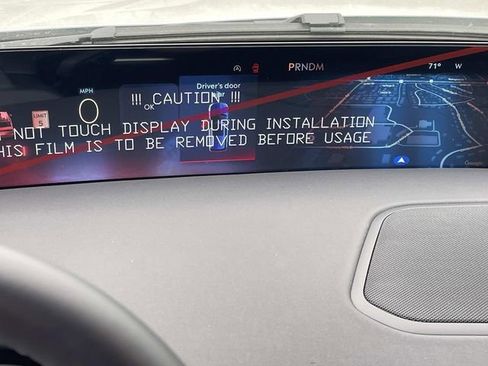 PRNDM
71° W
MPH
0
Driver's door
!!! CAUTION !!!
OK
LIMIT
5
NOT TOUCH DISPLAY DURING INSTALLATION
HIS FILM IS TO BE REMOVED BEFORE USAGE
Google